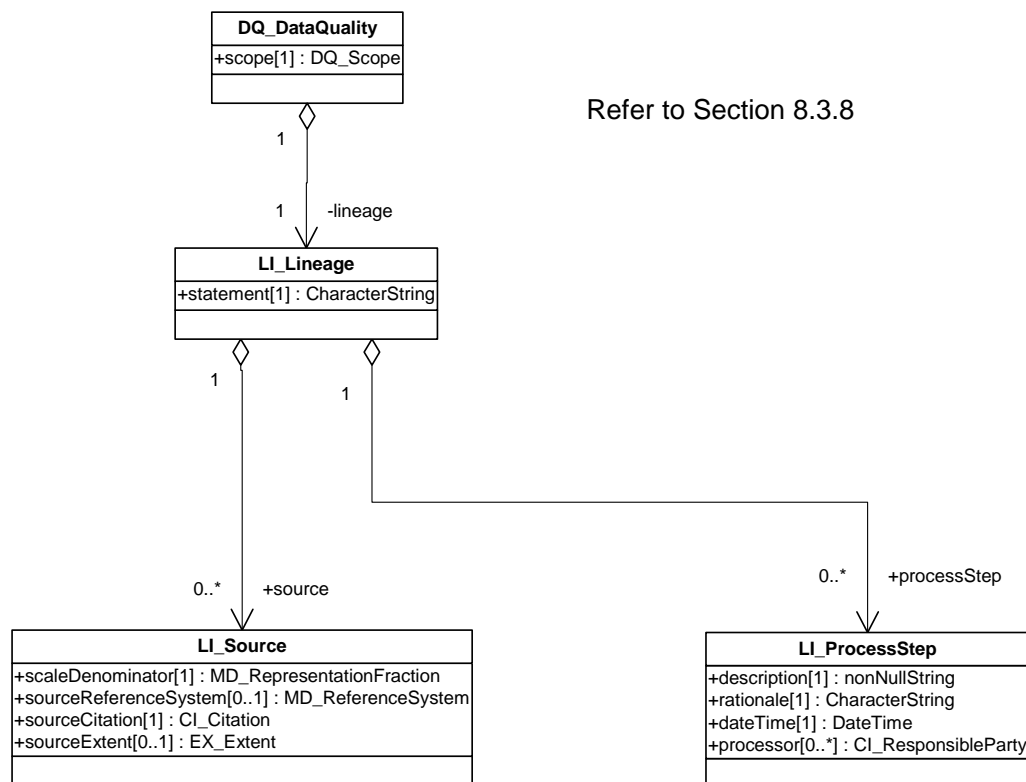 DQ_DataQuality
+scope[1] : DQ_Scope
Refer to Section 8.3.8
1
1 -lineage
LI_Lineage
+statement[1] : CharacterString
1
1
0..* +source
0..* +processStep
LI_Source
+scaleDenominator[1] : MD_RepresentationFraction
+sourceReferenceSystem[0..1] : MD_ReferenceSystem
+sourceCitation[1] : CI_Citation
+sourceExtent[0..1] : EX_Extent
LI_ProcessStep
+description[1] : nonNullString
+rationale[1] : CharacterString
+dateTime[1] : DateTime
+processor[0..*] : CI_ResponsibleParty